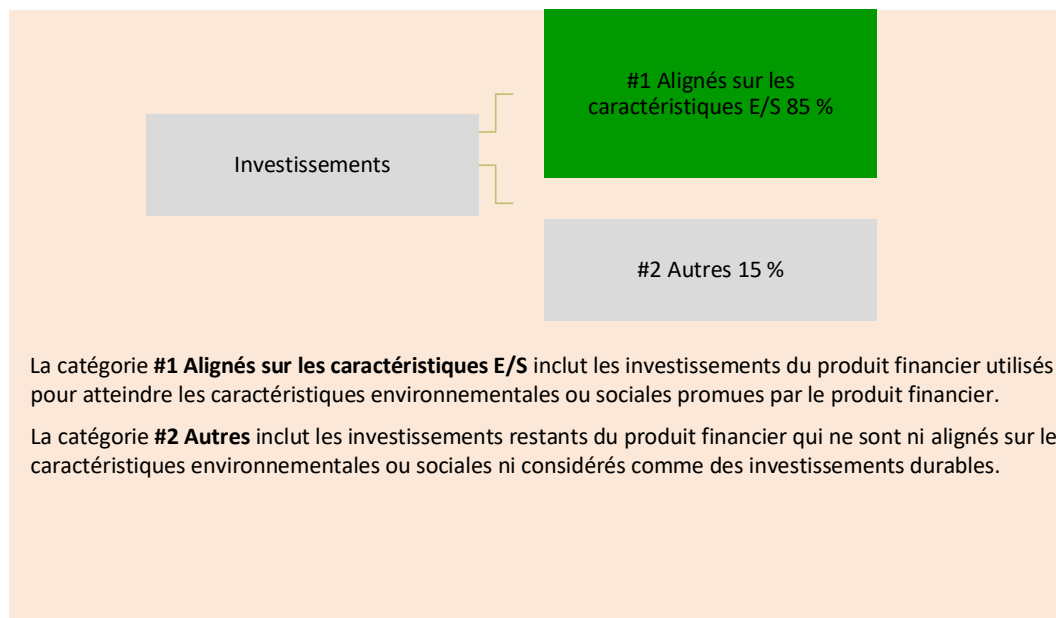 #1 Alignés sur les
caractéristiques E/S 85 %
Investissements
#2 Autres 15 %
La catégorie #1 Alignés sur les caractéristiques E/S inclut les investissements du produit financier utilisés
pour atteindre les caractéristiques environnementales ou sociales promues par le produit financier.
La catégorie #2 Autres inclut les investissements restants du produit financier qui ne sont ni alignés sur le
caractéristiques environnementales ou sociales ni considérés comme des investissements durables.